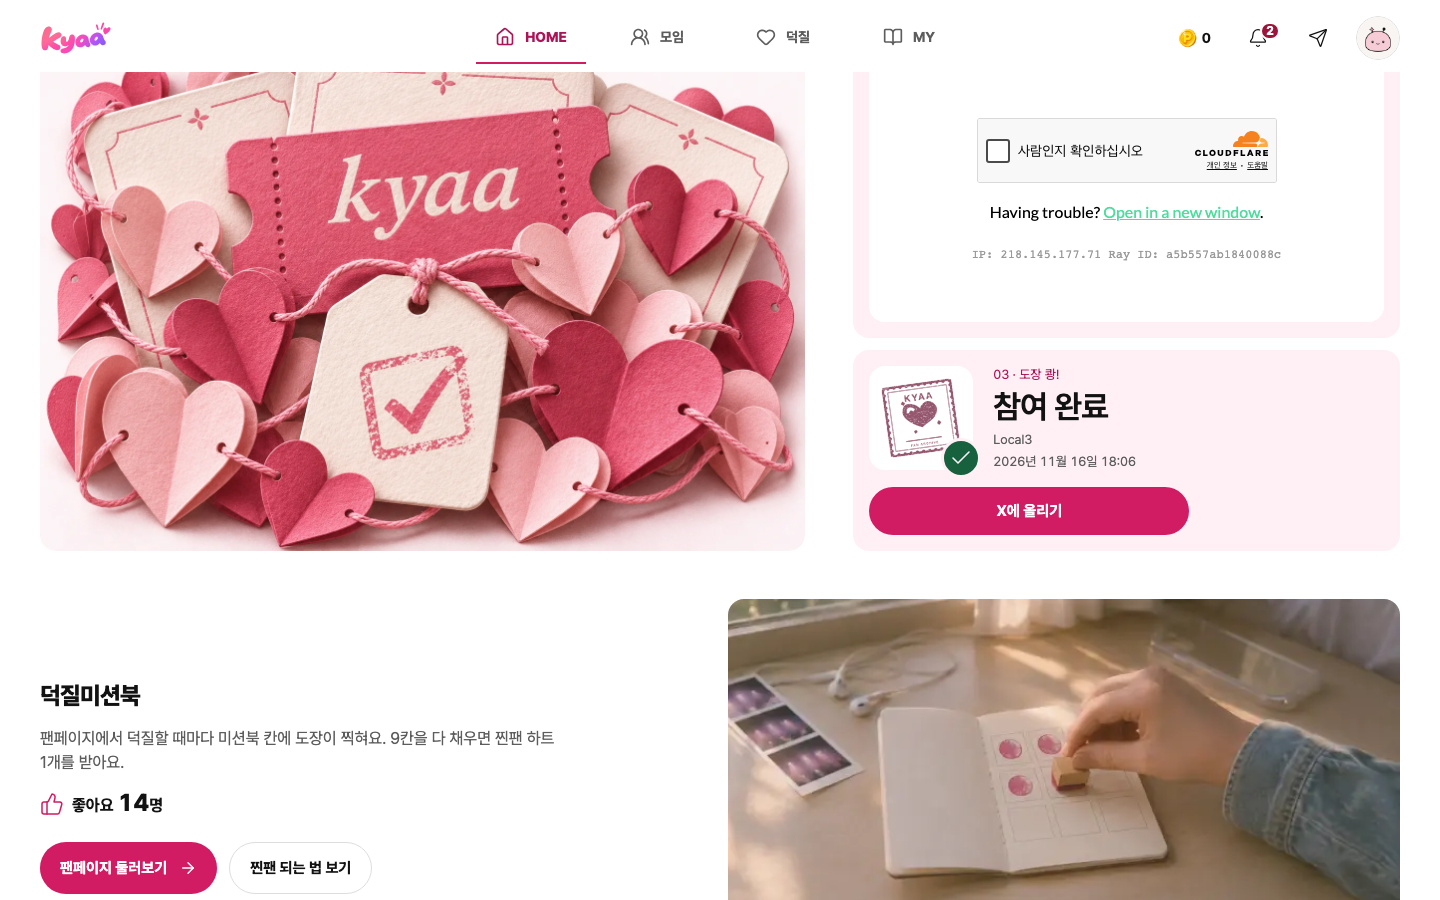 kyaa
HOME
모임
덕질
MY
0
2
kyaa
사람인지 확인하십시오
CLOUDFLARE
개인 정보 • 도움말
Having trouble? Open in a new window.
IP: 218.145.177.71 Ray ID: a5b557ab1840088c
KYAA
03 · 도장 쾅!
참여 완료
Local3
2026년 11월 16일 18:06
X에 올리기
덕질미션북
팬페이지에서 덕질할 때마다 미션북 칸에 도장이 찍혀요. 9칸을 다 채우면 찐팬 하트
1개를 받아요.
좋아요 14명
팬페이지 둘러보기
찐팬 되는 법 보기